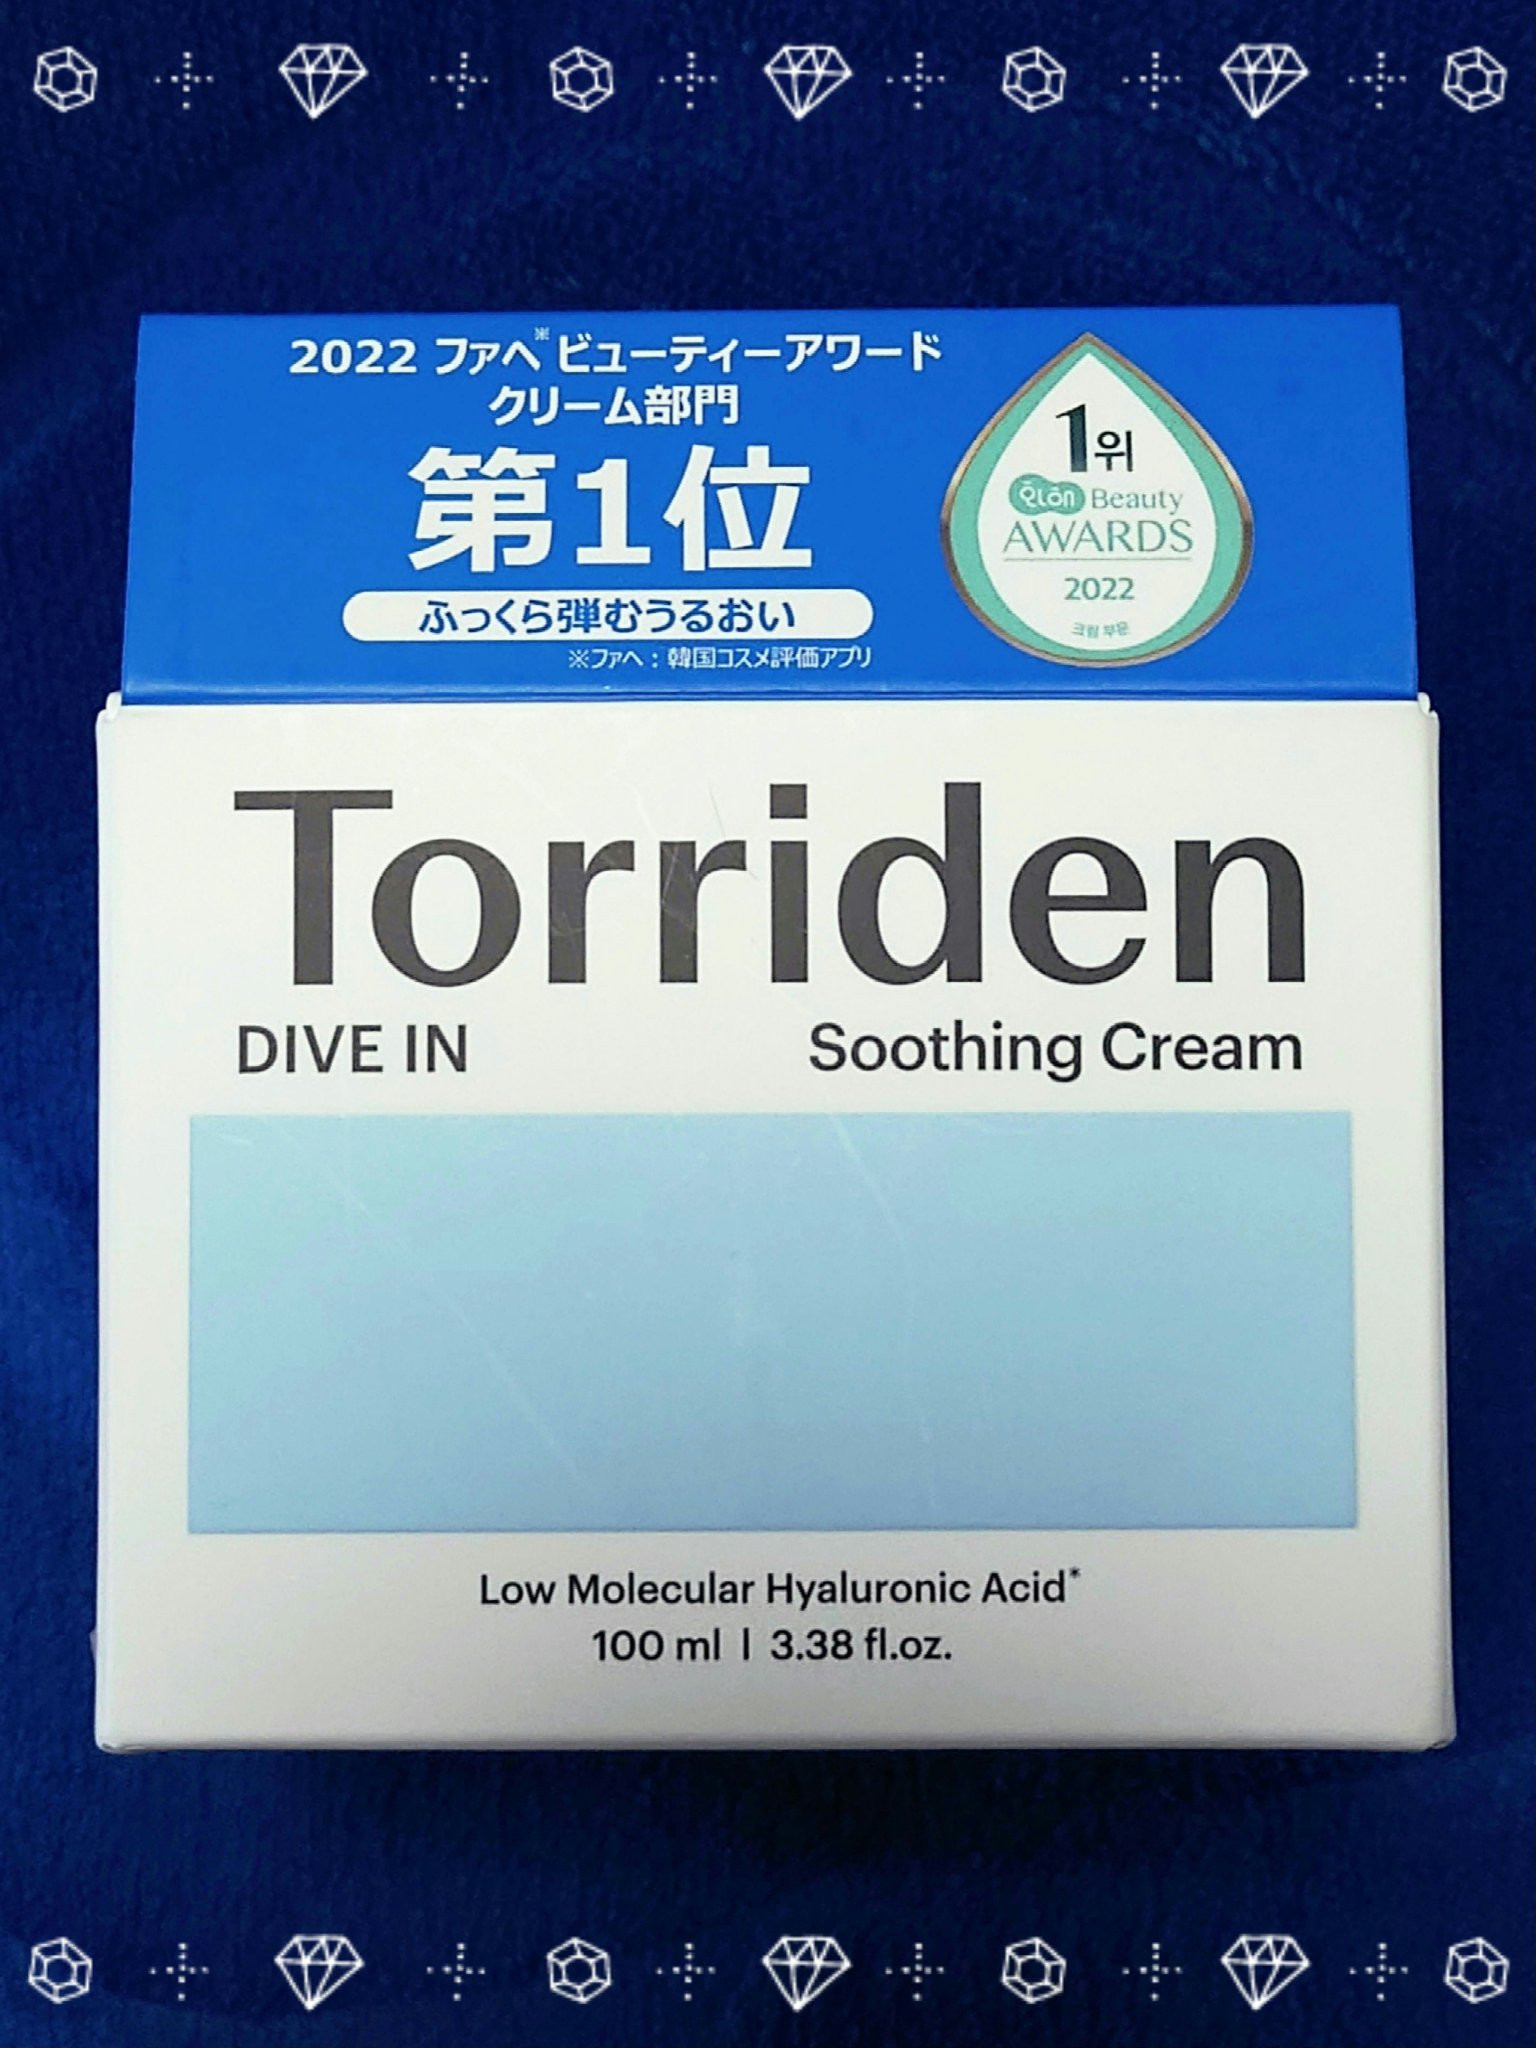 2022 ファヘ※ ビューティーアワード
クリーム部門
第1位
ふっくら弾むうるおい
※ファヘ：韓国コスメ評価アプリ
1위
Beauty
AWARDS
2022
크림 부문
Torriden
DIVE IN Soothing Cream
Low Molecular Hyaluronic Acid*
100 ml | 3.38 fl.oz.